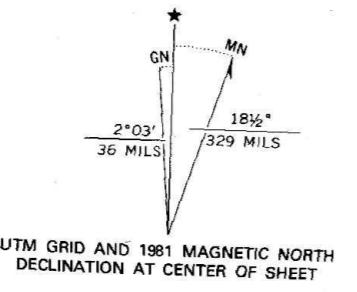 ★
GN
MN
2°03'
36 MILS
18½°
329 MILS
UTM GRID AND 1981 MAGNETIC NORTH
DECLINATION AT CENTER OF SHEET